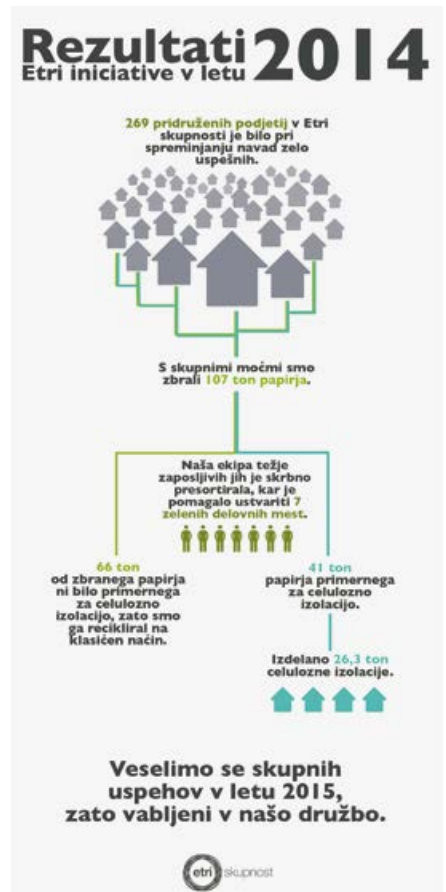 Rezultati 2014
Etri iniciative v letu
269 pridruženih podjetij v Etri
skupnosti je bilo pri
spreminjanju navad zelo
uspešnih.
S skupnimi močmi smo
zbrali 107 ton papirja.
Naša ekipa težje
zaposljivih jih je skrbno
presortirala, kar je
pomagalo ustvariti 7
zelenih delovnih mest.
66 ton
od zbranega papirja
ni bilo primernega
za celulozno
izolacijo, zato smo
ga recikliral na
klasičen način.
41 ton
papirja primernega
za celulozno
izolacijo.
Izdelano 26,3 ton
celulozne izolacije.
Veselimo se skupnih
uspehov v letu 2015,
zato vabljeni v našo družbo.
etri skupnost